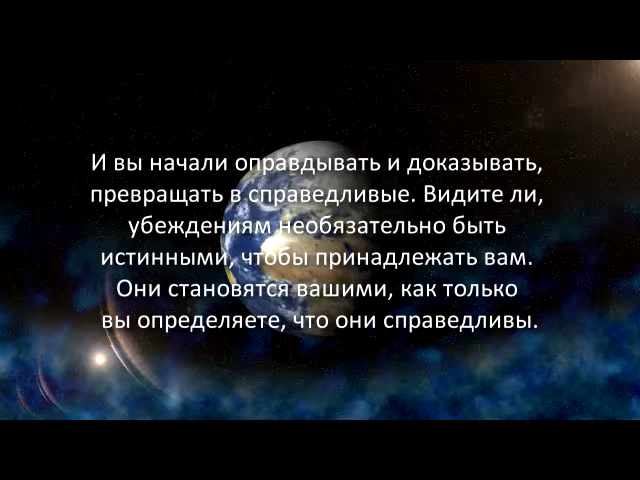 И вы начали оправдывать и доказывать,
превращать в справедливые. Видите ли,
убеждениям необязательно быть
истинными, чтобы принадлежать вам.
Они становятся вашими, как только
вы определяете, что они справедливы.